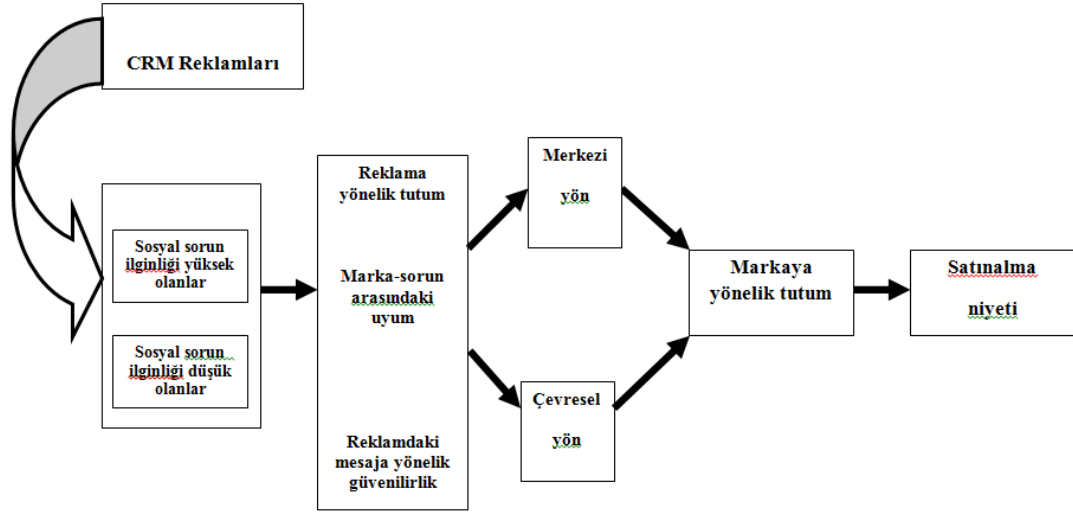 CRM Reklamları
Sosyal sorun
ilginliği yüksek
olanlar
Sosyal sorun
ilginliği düşük
olanlar
Reklama
yönelik tutum
Marka-sorun
arasındaki
uyum
Reklamdaki
mesaja yönelik
güvenilirlik
Merkezi
yön
Çevresel
yön
Markaya
yönelik tutum
Satınalma
niyeti